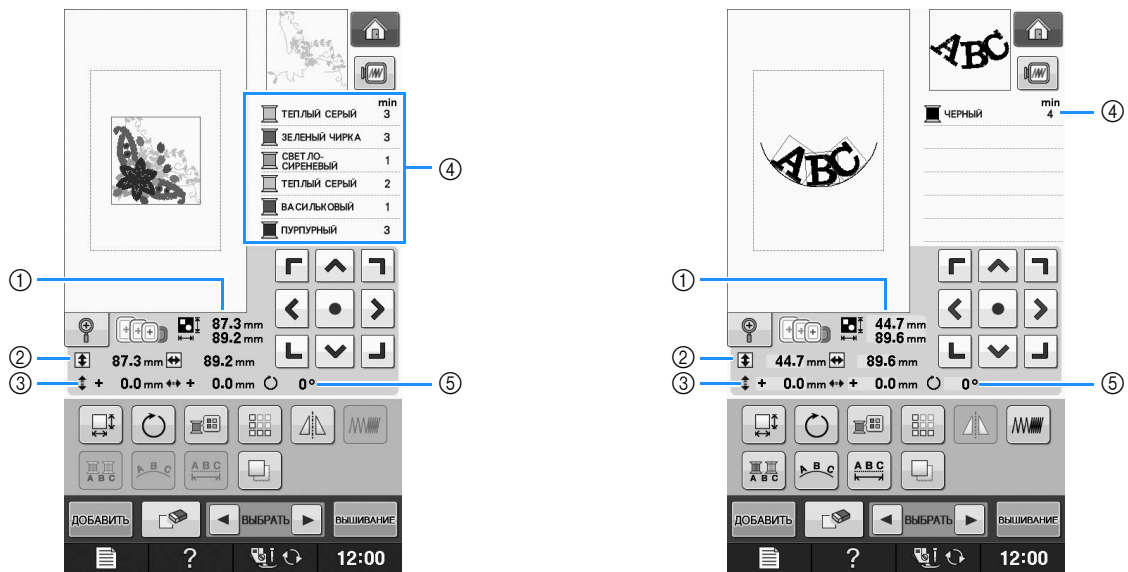 min
ТЕПЛЫЙ СЕРЫЙ 3
ЗЕЛЕНЫЙ ЧИРКА 3
СВЕТЛО-
СИРЕНЕВЫЙ 1
ТЕПЛЫЙ СЕРЫЙ 2
ВАСИЛЬКОВЫЙ 1
ПУРПУРНЫЙ 3
④
①
87.3 mm
89.2 mm
② 87.3 mm 89.2 mm
③ + 0.0 mm + 0.0 mm 0° ⑤
A B C
A B C
A B C
ДОБАВИТЬ ВЫБРАТЬ ВЫШИВАНИЕ
? 12:00
ABC
min
ЧЕРНЫЙ 4 ④
ABC
①
44.7 mm
89.6 mm
② 44.7 mm 89.6 mm
③ + 0.0 mm + 0.0 mm 0° ⑤
A B C
A B C
A B C
ДОБАВИТЬ ВЫБРАТЬ ВЫШИВАНИЕ
? 12:00